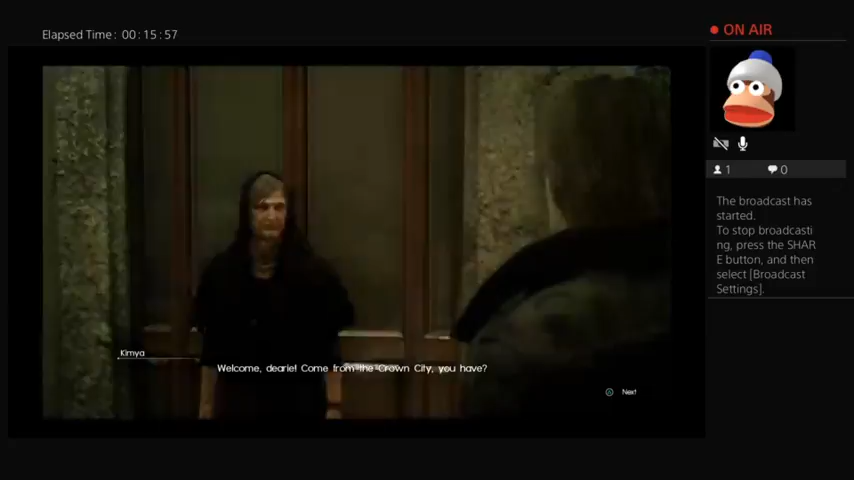 Elapsed Time: 00:15:57
ON AIR
1
0
The broadcast has
started.
To stop broadcasti
ng, press the SHAR
E button, and then
select [Broadcast
Settings].
Kimya
Welcome, dearie! Come from the Crown City, you have?
Next